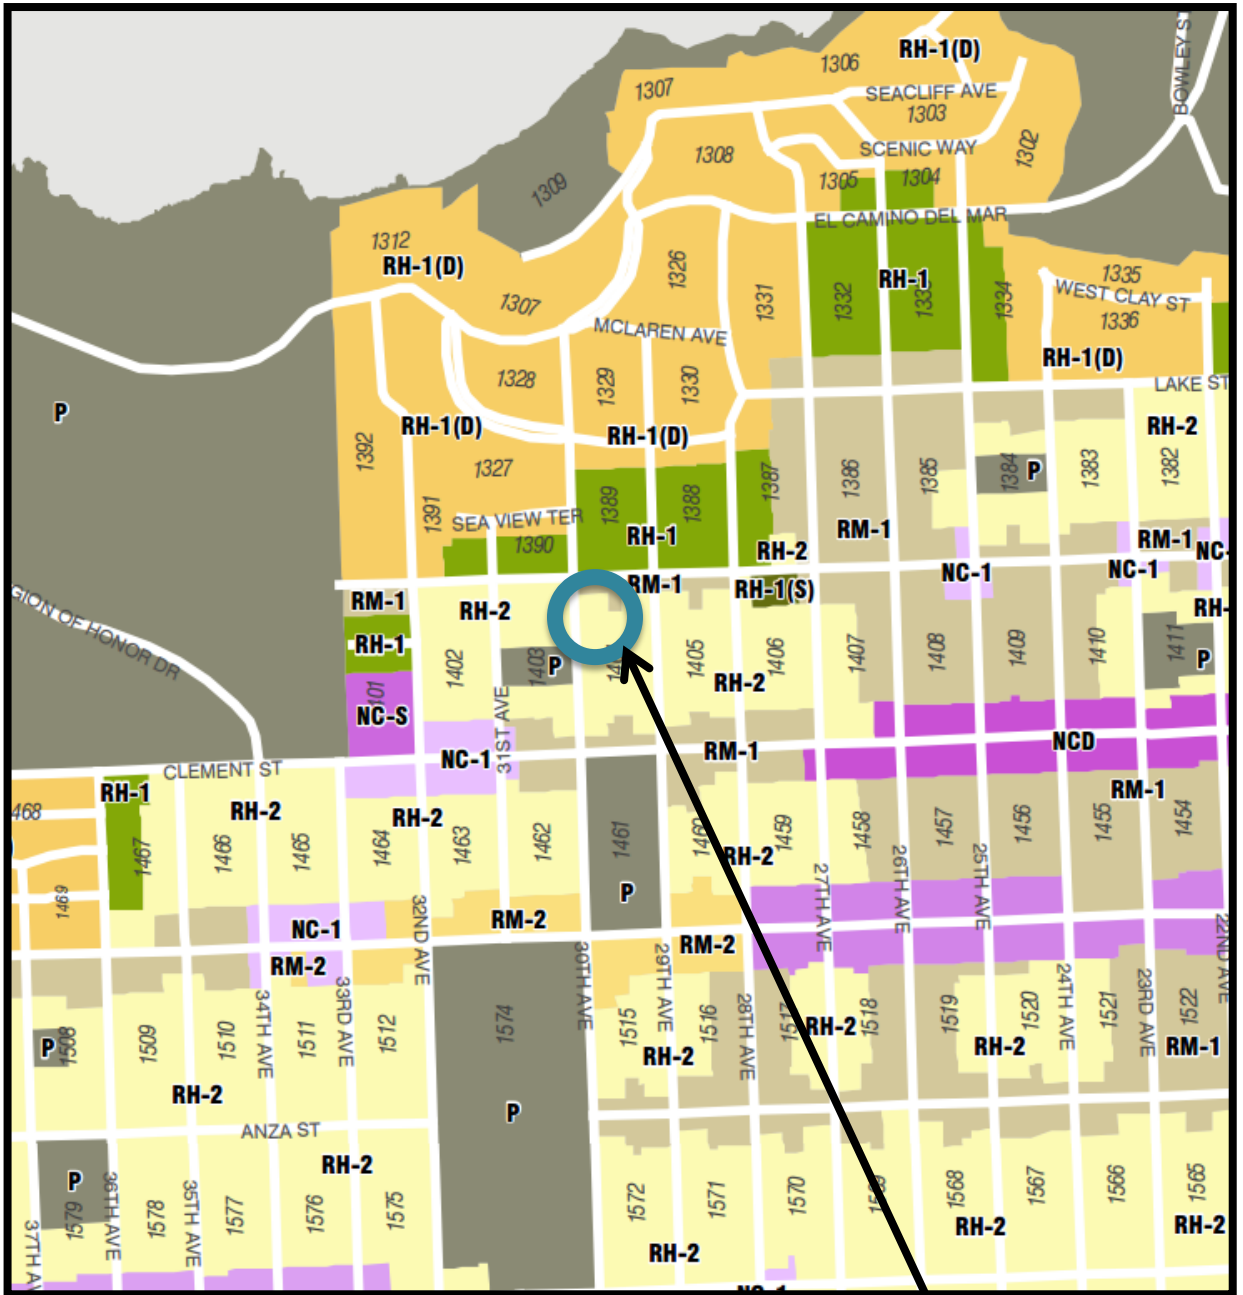 RH-1(D)
BOWLEY S
1306
1307
SEACLIFF AVE
1303
1302
1308
SCENIC WAY
1305
1304
1309
EL CAMINO DEL MAR
1312
RH-1(D)
1326
1331
1332
RH-1
1334
1335
WEST CLAY ST
1336
1307
MCLAREN AVE
RH-1(D)
LAKE ST
1328
1329
1330
P
RH-1(D)
RH-1(D)
RH-2
1392
1327
1387
1386
1385
1384
P
1383
1382
1391
SEA VIEW TER
1389
1388
1390
RH-1
RM-1
RH-2
RM-1
NC-
NC-1
NC-1
RM-1
RH-1(S)
RM-1
RH-2
RH-
GION OF HONOR DR
RH-1
1402
1403
P
1405
1406
1407
1408
1409
1410
1411
P
RH-2
101
NC-S
31ST AVE
NC-1
RM-1
NCD
CLEMENT ST
RH-1
RM-1
468
RH-2
RH-2
1467
1466
1465
1464
1463
1462
1461
1459
1458
1457
1456
1455
1454
RH-2
27TH AVE
26TH AVE
25TH AVE
1469
P
NC-1
32ND AVE
RM-2
RM-2
22ND AVE
RM-2
30TH AVE
29TH AVE
28TH AVE
34TH AVE
33RD AVE
24TH AVE
23RD AVE
P
1508
1509
1510
1511
1512
1574
1515
1516
1518
1519
1520
1521
1522
RH-2
RH-2
RH-2
RM-1
RH-2
P
ANZA ST
RH-2
P
1579
36TH AVE
1578
35TH AVE
1577
1576
1575
1572
1571
1570
1568
1567
1566
1565
37TH AV
RH-2
RH-2
RH-2